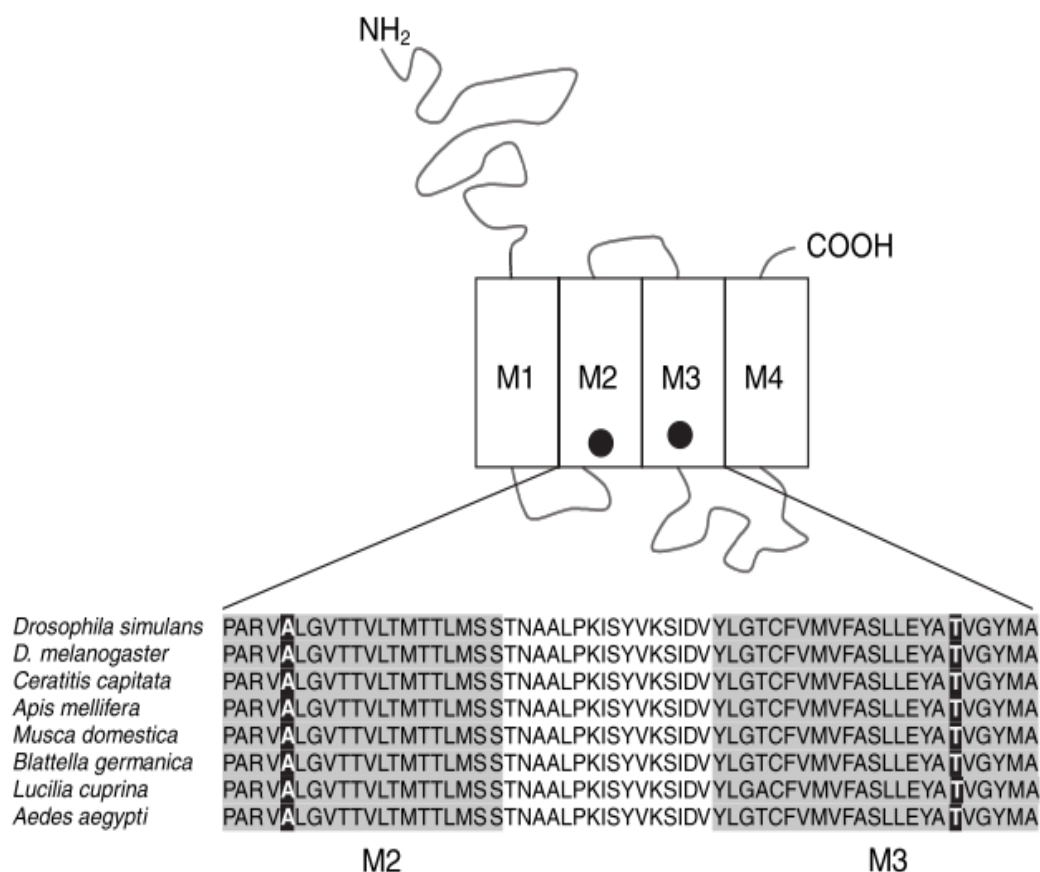 NH₂
COOH
M1 M2 M3 M4
Drosophila simulans PARVALGVTTVLTMTTLMSSTNAALPKISYVKSIDVYLGTCFVMVFASLLEYATVGYMA
D. melanogaster PARVALGVTTVLTMTTLMSSTNAALPKISYVKSIDVYLGTCFVMVFASLLEYATVGYMA
Ceratitis capitata PARVALGVTTVLTMTTLMSSTNAALPKISYVKSIDVYLGTCFVMVFASLLEYATVGYMA
Apis mellifera PARVALGVTTVLTMTTLMSSTNAALPKISYVKSIDVYLGTCFVMVFASLLEYATVGYMA
Musca domestica PARVALGVTTVLTMTTLMSSTNAALPKISYVKSIDVYLGTCFVMVFASLLEYATVGYMA
Blattella germanica PARVALGVTTVLTMTTLMSSTNAALPKISYVKSIDVYLGTCFVMVFASLLEYATVGYMA
Lucilia cuprina PARVALGVTTVLTMTTLMSSTNAALPKISYVKSIDVYLGACFVMVFASLLEYATVGYMA
Aedes aegypti PARVALGVTTVLTMTTLMSSTNAALPKISYVKSIDVYLGTCFVMVFASLLEYATVGYMA
M2 M3